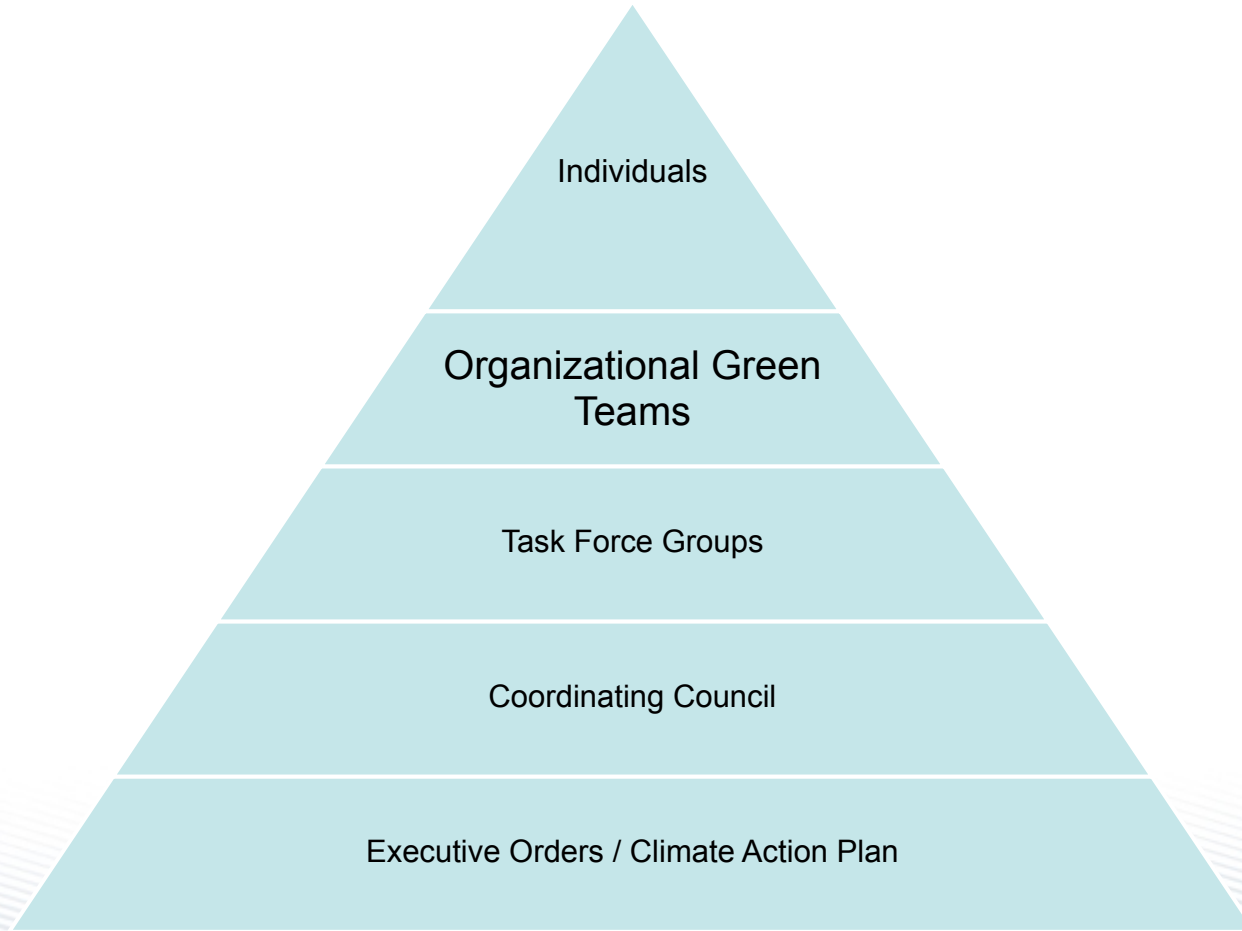 Individuals
Organizational Green
Teams
Task Force Groups
Coordinating Council
Executive Orders / Climate Action Plan